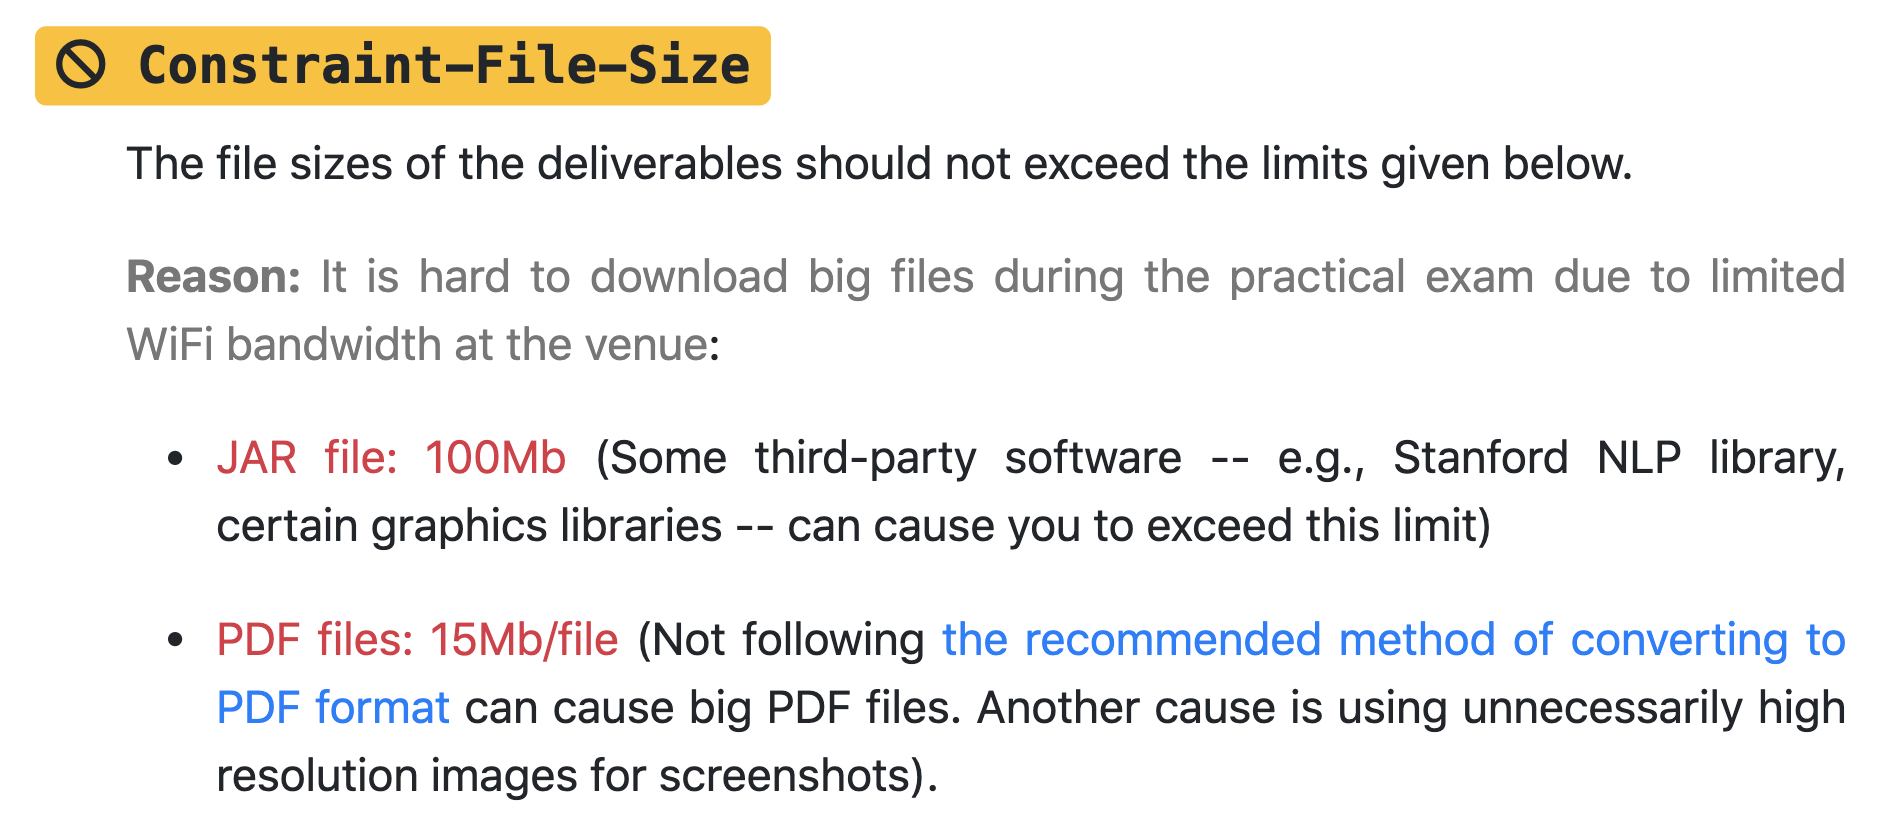 Constraint-File-Size
The file sizes of the deliverables should not exceed the limits given below.
Reason: It is hard to download big files during the practical exam due to limited
WiFi bandwidth at the venue:
• JAR file: 100Mb (Some third-party software -- e.g., Stanford NLP library,
certain graphics libraries -- can cause you to exceed this limit)
• PDF files: 15Mb/file (Not following the recommended method of converting to
PDF format can cause big PDF files. Another cause is using unnecessarily high
resolution images for screenshots).